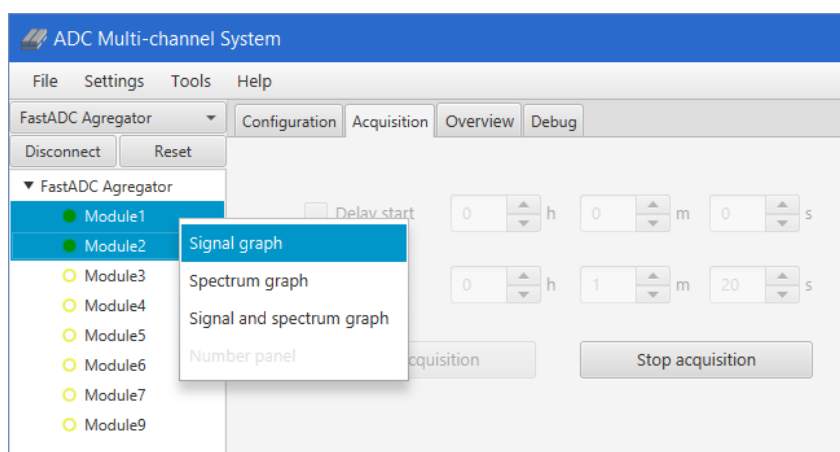 ADC Multi-channel System
File Settings Tools Help
FastADC Agregator
Configuration Acquisition Overview Debug
Disconnect Reset
FastADC Agregator
Module1
Delay start 0 h 0 m 0 s
Module2
Signal graph
Module3
Spectrum graph
0 h 1 m 20 s
Module4
Signal and spectrum graph
Module5
Number panel
cquisition
Stop acquisition
Module6
Module7
Module9